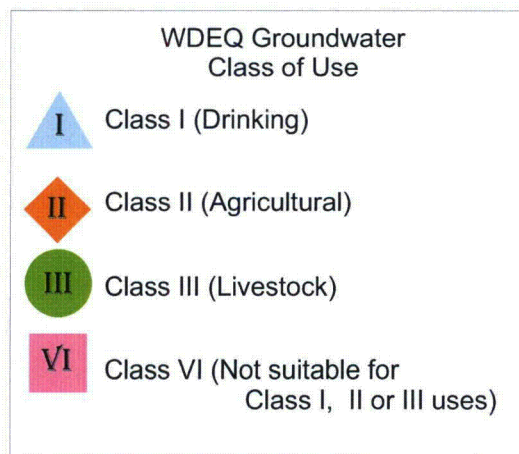 WDEQ Groundwater
Class of Use
I Class I (Drinking)
II Class II (Agricultural)
III Class III (Livestock)
VI Class VI (Not suitable for
Class I, II or III uses)